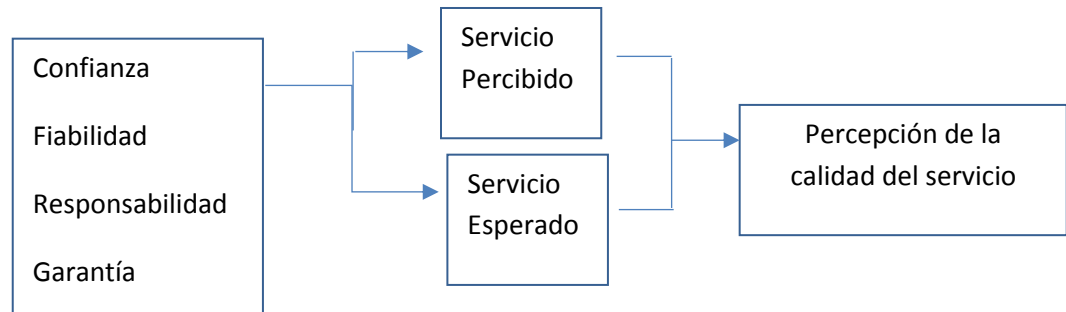 Confianza
Fiabilidad
Responsabilidad
Garantía
Servicio
Percibido
Servicio
Esperado
Percepción de la
calidad del servicio